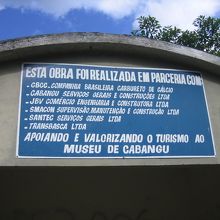 ESTA OBRA FOI REALIZADA EM PARCERIA COM:
- CBCC-COMPANHIA BRASILEIRA CARBURETO DE CÁLCIO
- CABANGU SERVIÇOS GERAIS E CONSTRUÇÕES LTDA
- JBV COMÉRCIO ENGENHARIA E CONSTRUTORA LTDA
- SMACOM SUPERVISÃO MANUTENÇÃO E CONSTRUÇÃO LTDA
- SANTEC SERVIÇOS GERAIS LTDA
- TRANSGASOA LTDA
APOIANDO E VALORIZANDO O TURISMO AO
MUSEU DE CABANGU